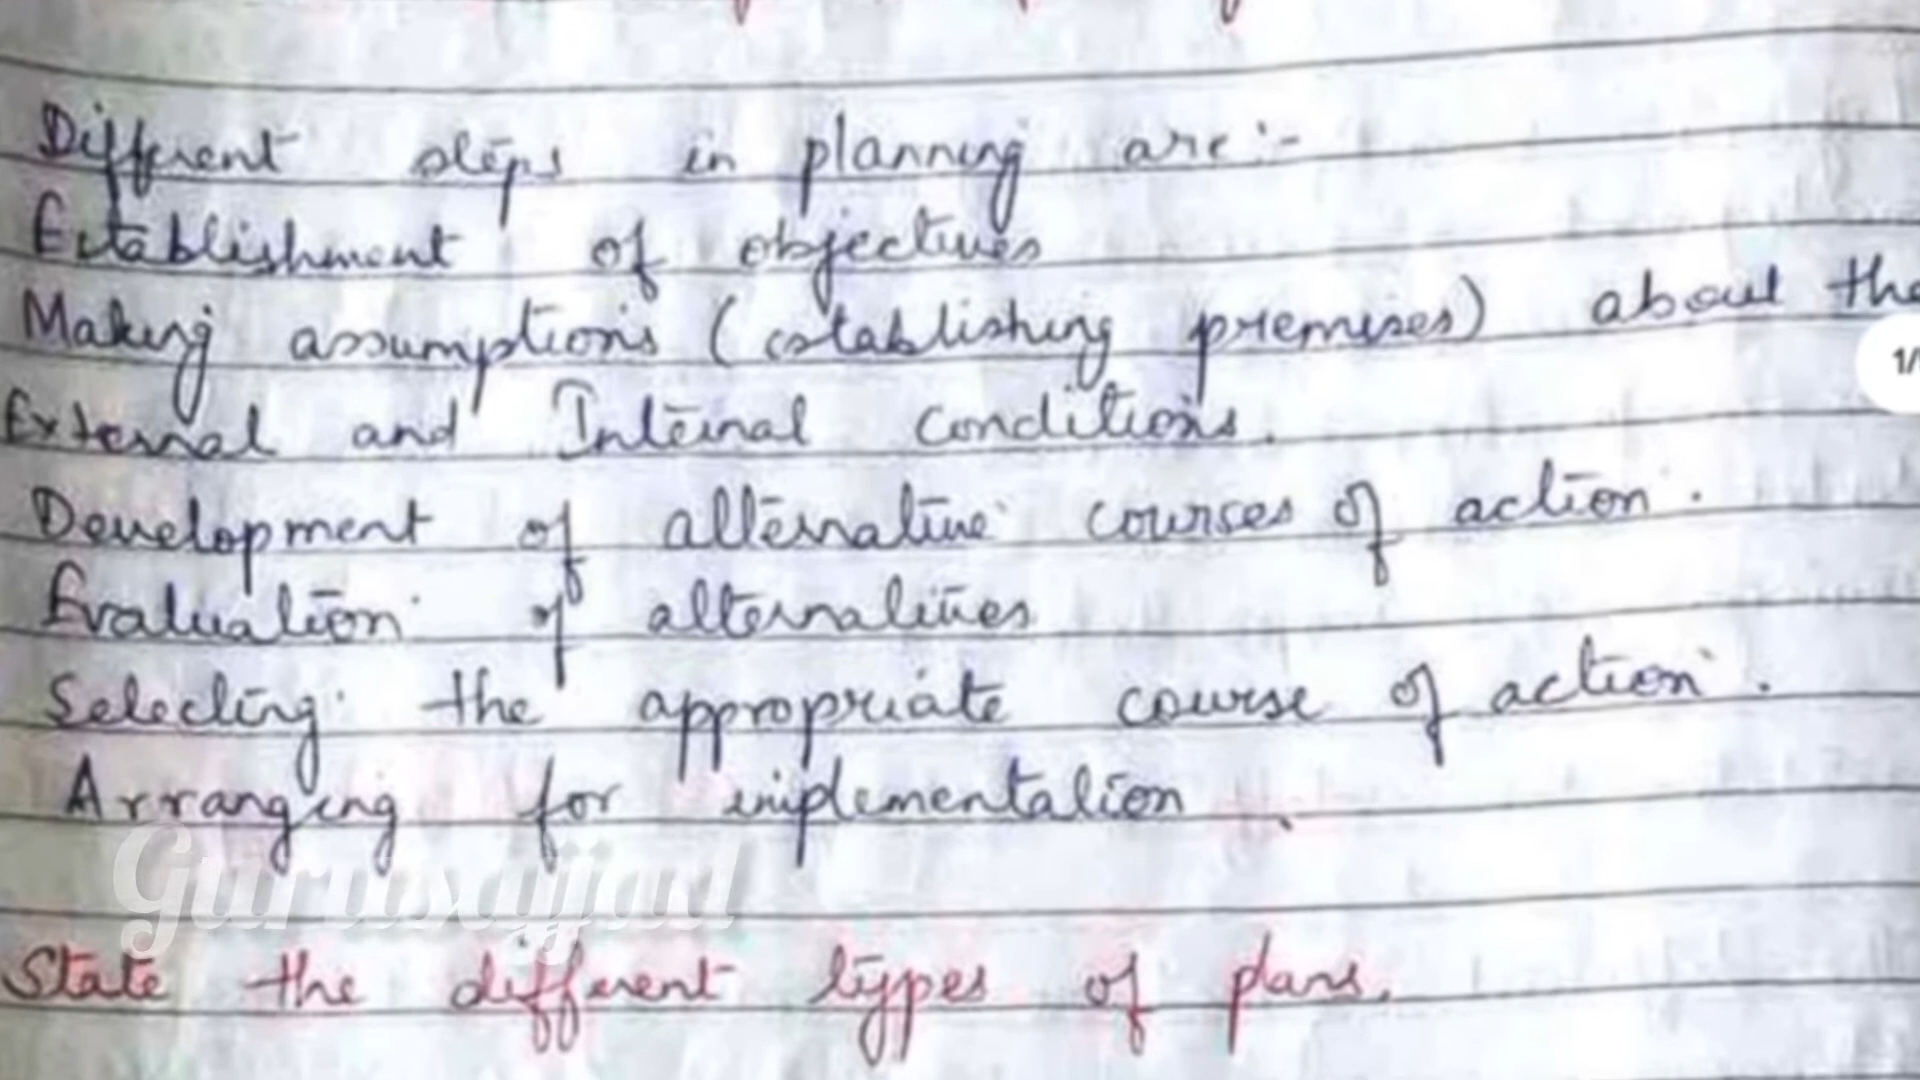 Different steps in planning are:-
Establishment of objectives
Making assumptions (establishing premises) about the
External and Internal conditions.
Development of alternative courses of action.
Evaluation of alternatives
Selecting the appropriate course of action.
Arranging for implementation.
Gurusajjad
State the different types of plans.
1/